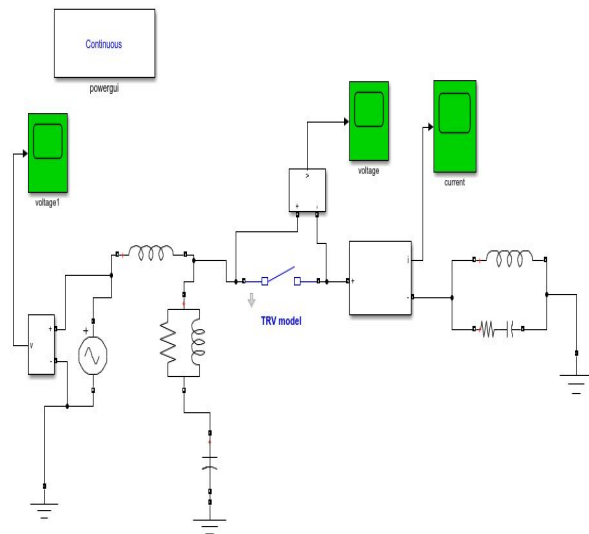 Continuous
powergui
voltage1
voltage
current
v
+
-
+
+
-
v
+
i
-
TRV model